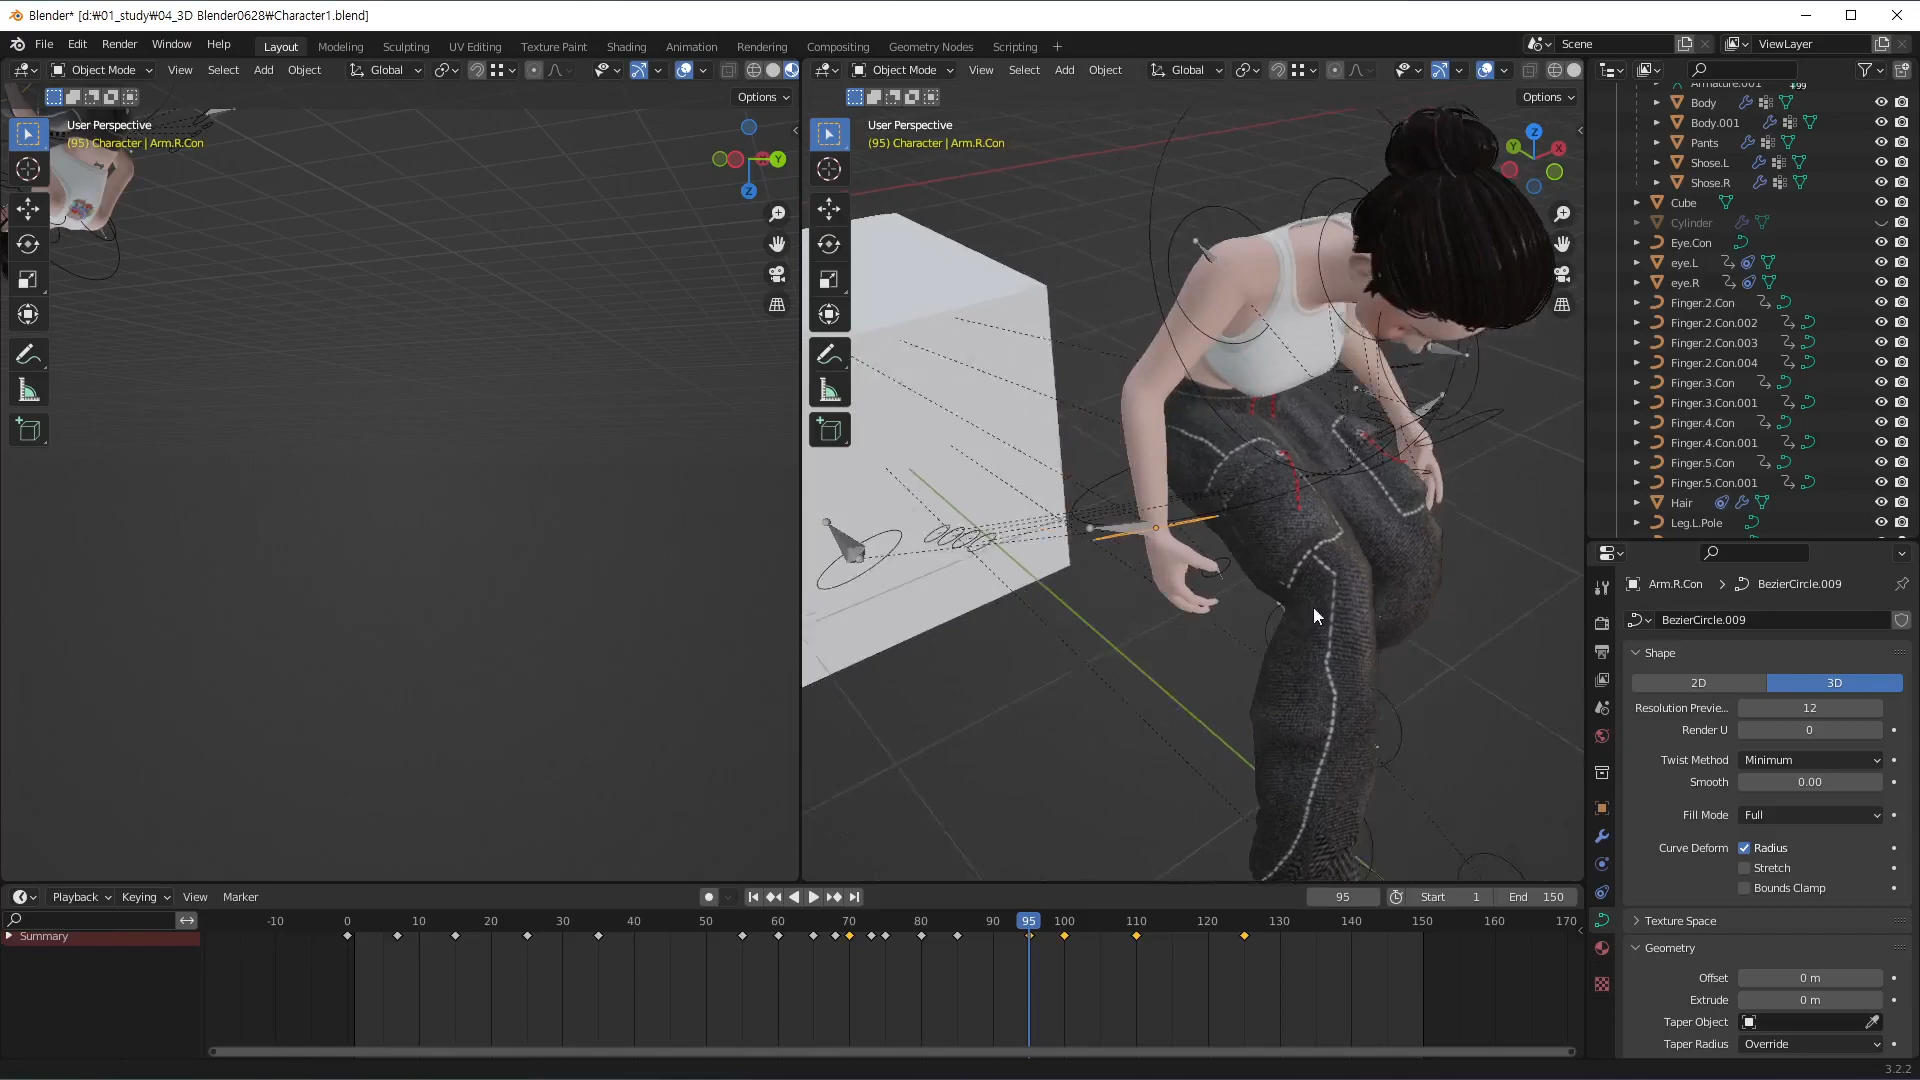 Blender* [d:₩01_study₩04_3D Blender0628₩Character1.blend]
File Edit Render Window Help Layout Modeling Sculpting UV Editing Texture Paint Shading Animation Rendering Compositing Geometry Nodes Scripting + Scene ViewLayer
Object Mode View Select Add Object Global
Object Mode View Select Add Object Global
Options
Options
User Perspective
(95) Character | Arm.R.Con
User Perspective
(95) Character | Arm.R.Con
Y
Z
Z
Y
X
Body
Body.001
Pants
Shose.L
Shose.R
Cube
Cylinder
Eye.Con
eye.L
eye.R
Finger.2.Con
Finger.2.Con.002
Finger.2.Con.003
Finger.2.Con.004
Finger.3.Con
Finger.3.Con.001
Finger.4.Con
Finger.4.Con.001
Finger.5.Con
Finger.5.Con.001
Hair
Leg.L.Pole
Arm.R.Con > BezierCircle.009
BezierCircle.009
Shape
2D 3D
Resolution Previe... 12
Render U 0
Twist Method Minimum
Smooth 0.00
Fill Mode Full
Curve Deform Radius
Stretch
Bounds Clamp
Texture Space
Geometry
Offset 0 m
Extrude 0 m
Taper Object
Taper Radius Override
Playback Keying View Marker 95 Start 1 End 150
-10 0 10 20 30 40 50 60 70 80 90 95 100 110 120 130 140 150 160 170
Summary
3.2.2